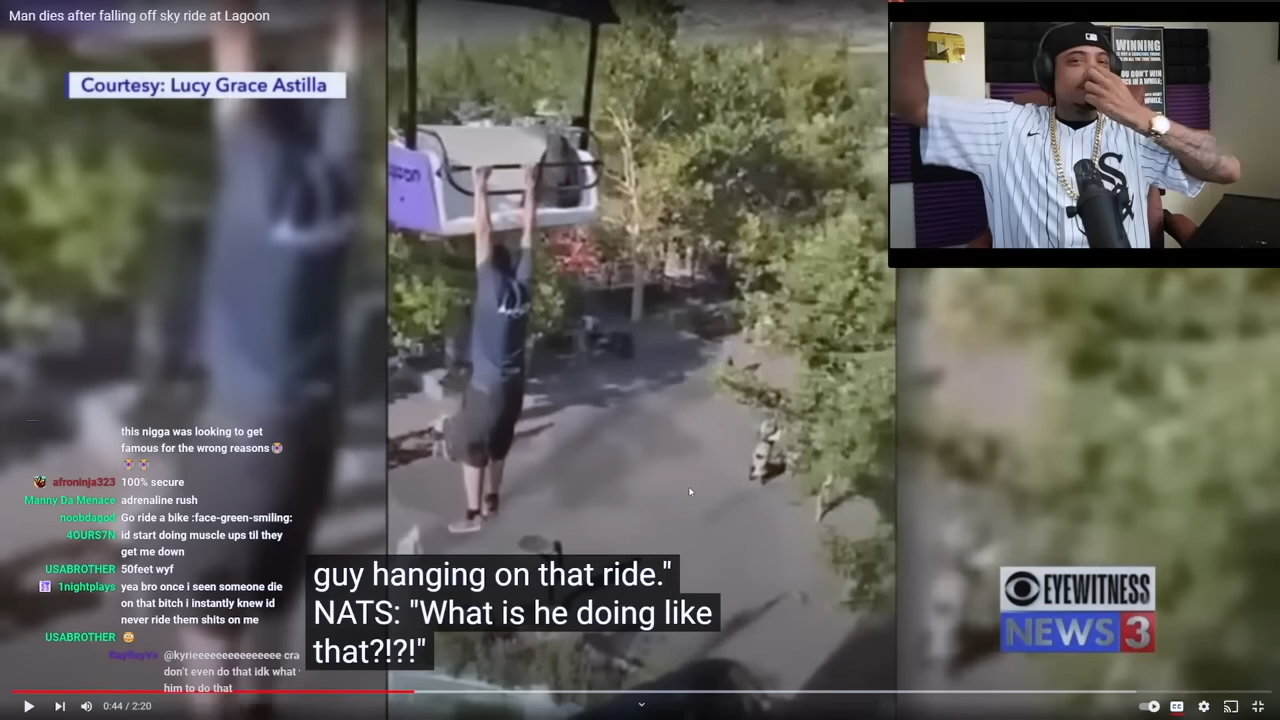 Man dies after falling off sky ride at Lagoon
Courtesy: Lucy Grace Astilla
WINNING
YOU DON'T WIN
WHILE;
this nigga was looking to get
famous for the wrong reasons😭
😭😭
afroninja323 100% secure
Manny Da Menace adrenaline rush
noobdagod Go ride a bike :face-green-smiling:
4OURS7N id start doing muscle ups til they
get me down
USABROTHER 50feet wyf
1nightplays yea bro once i seen someone die
on that bitch i instantly knew id
never ride them shits on me
USABROTHER
@kyrieeeeeeeeeeeeeee cra
don't even do that idk what
him to do that
guy hanging on that ride."
NATS: "What is he doing like
that?!?!"
EYEWITNESS
NEWS 3
0:44 / 2:20
CC